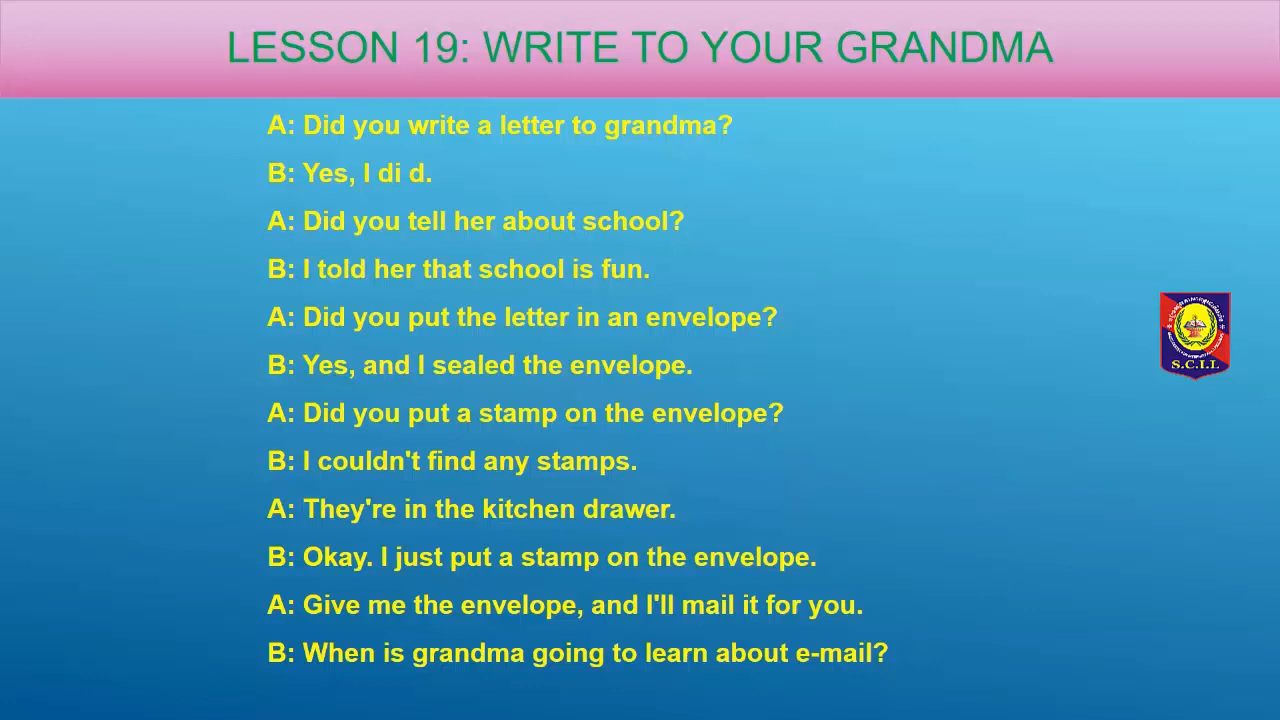 LESSON 19: WRITE TO YOUR GRANDMA
A: Did you write a letter to grandma?
B: Yes, I di d.
A: Did you tell her about school?
B: I told her that school is fun.
A: Did you put the letter in an envelope?
B: Yes, and I sealed the envelope.
A: Did you put a stamp on the envelope?
B: I couldn't find any stamps.
A: They're in the kitchen drawer.
B: Okay. I just put a stamp on the envelope.
A: Give me the envelope, and I'll mail it for you.
B: When is grandma going to learn about e-mail?
S.C.I.L